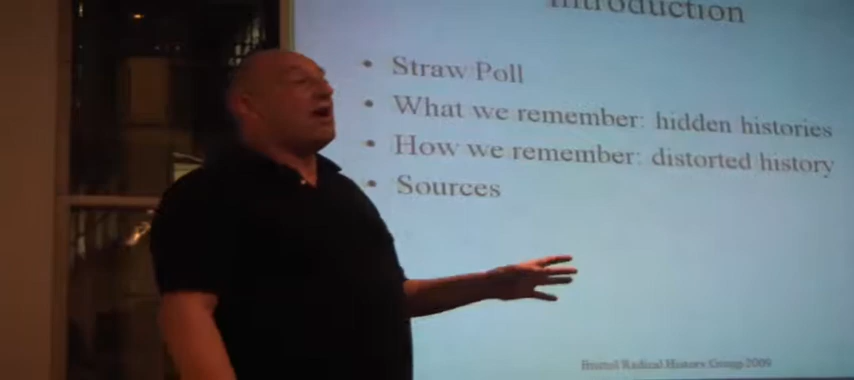 Introduction
• Straw Poll
• What we remember: hidden histories
• How we remember: distorted history
• Sources
Bristol Radical History Group 2009